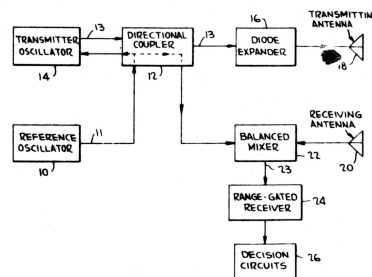 TRANSMITTER
OSCILLATOR
14
13
DIRECTIONAL
COUPLER
12
13
16
DIODE
EXPANDER
TRANSMITTING
ANTENNA
18
REFERENCE
OSCILLATOR
10
11
BALANCED
MIXER
22
23
RECEIVING
ANTENNA
20
RANGE-GATED
RECEIVER
24
DECISION
CIRCUITS
26